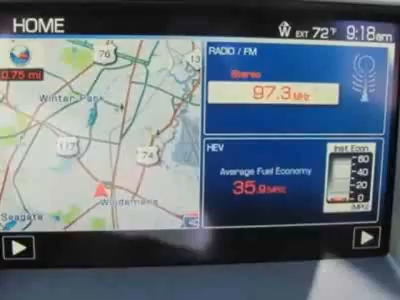 HOME
W EXT 72°F 9:18am
76
13
0.75 mi
Winter Park
117
74
Windemere
Seagate
RADIO / FM
Stereo
97.3 MHz
HEV
Average Fuel Economy
35.9 MPG
Inst Econ
60
40
20
0
MPG